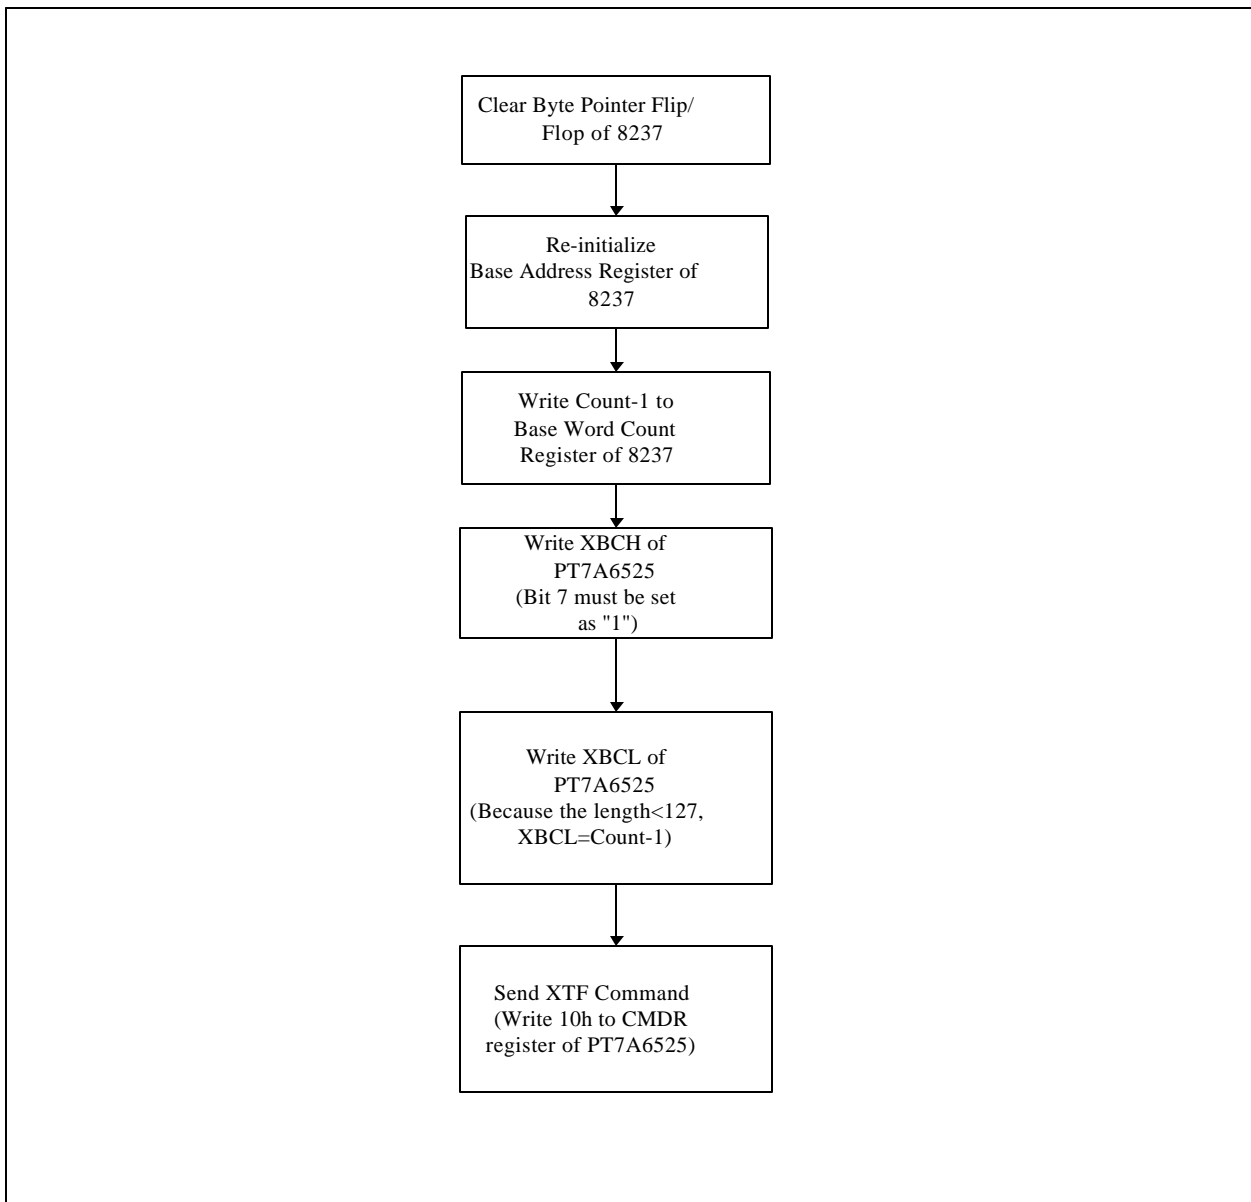 Clear Byte Pointer Flip/
Flop of 8237
Re-initialize
Base Address Register of
8237
Write Count-1 to
Base Word Count
Register of 8237
Write XBCH of
PT7A6525
(Bit 7 must be set
as "1")
Write XBCL of
PT7A6525
(Because the length<127,
XBCL=Count-1)
Send XTF Command
(Write 10h to CMDR
register of PT7A6525)